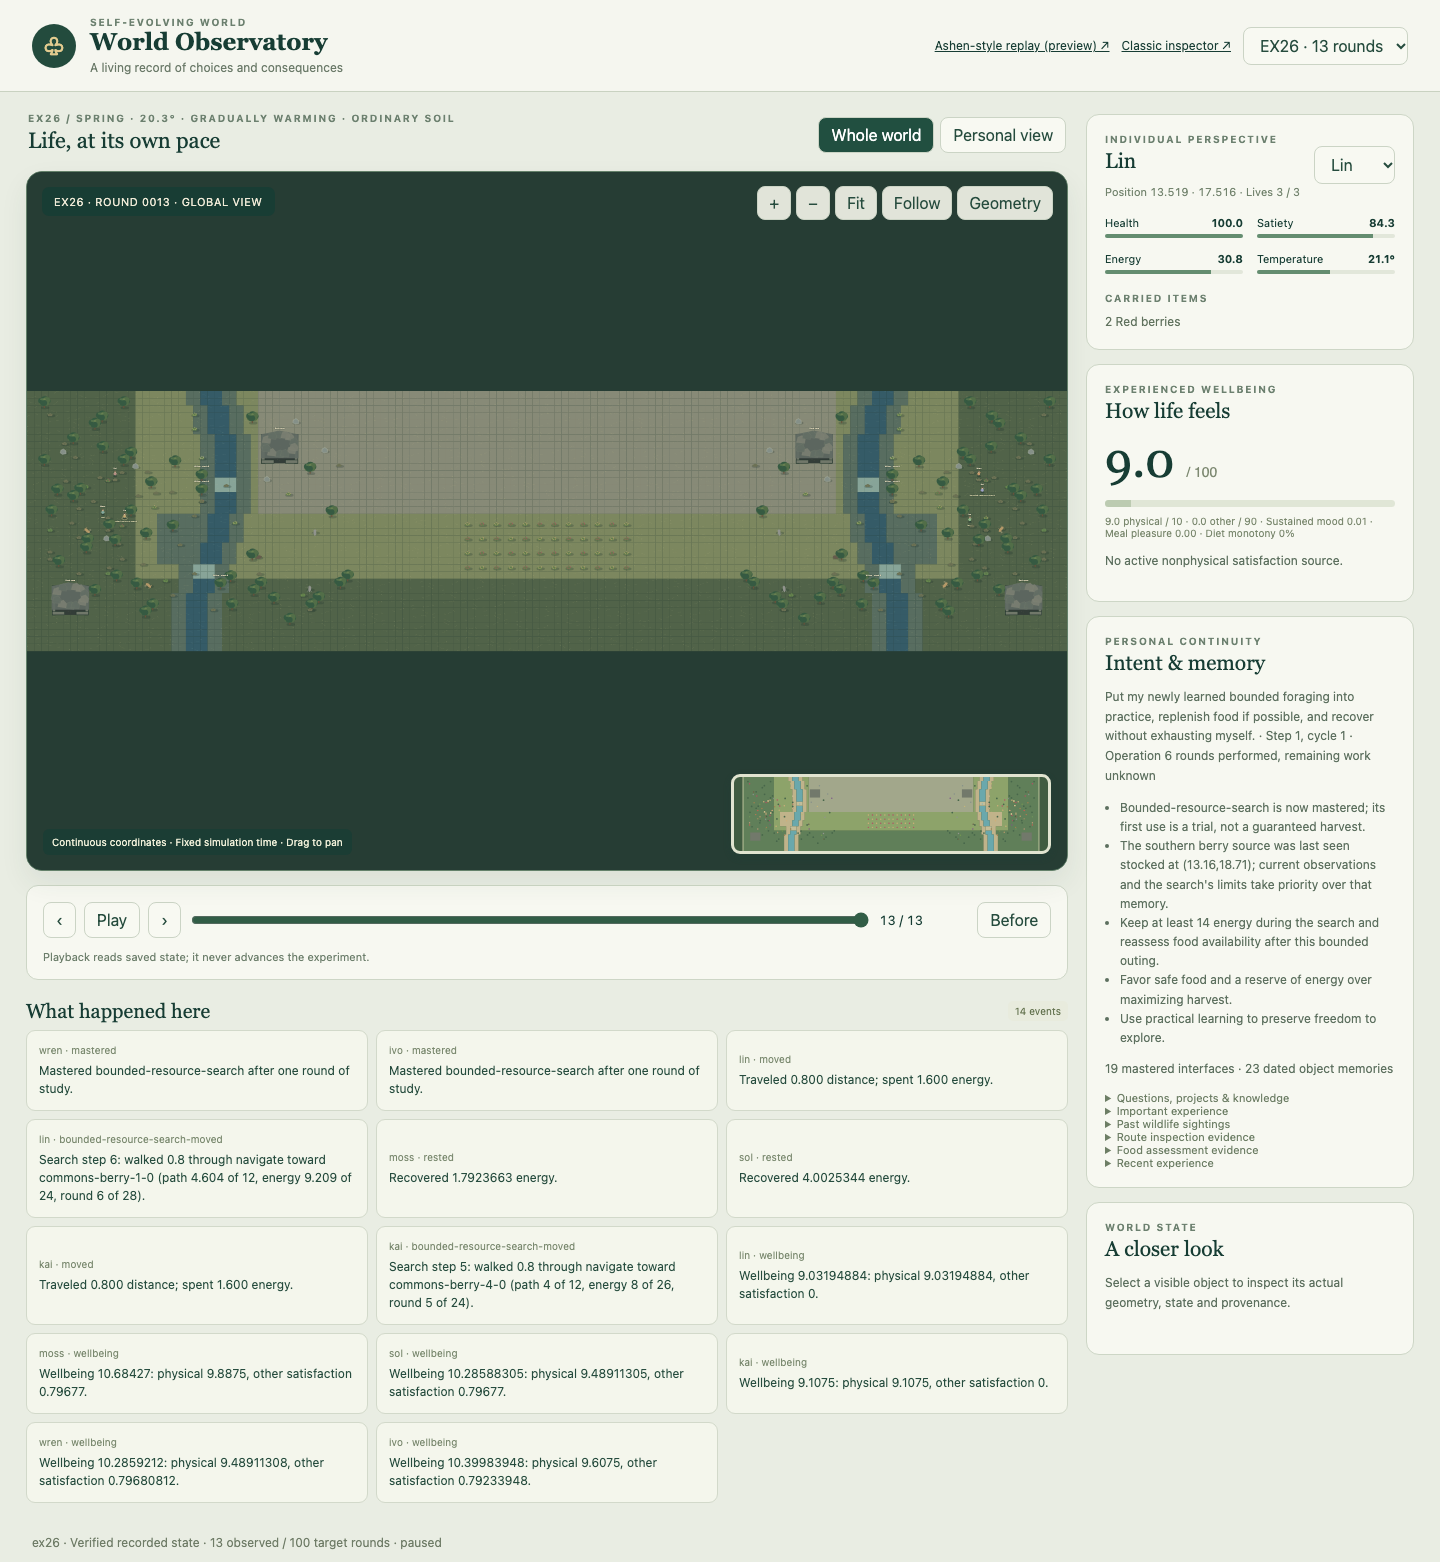 SELF-EVOLVING WORLD
World Observatory
A living record of choices and consequences
Ashen-style replay (preview) ↗
Classic inspector ↗
EX26 · 13 rounds
EX26 / SPRING · 20.3° · GRADUALLY WARMING · ORDINARY SOIL
Life, at its own pace
Whole world
Personal view
EX26 · ROUND 0013 · GLOBAL VIEW
+
−
Fit
Follow
Geometry
Continuous coordinates · Fixed simulation time · Drag to pan
‹
Play
›
13 / 13
Before
Playback reads saved state; it never advances the experiment.
What happened here
14 events
wren · mastered
Mastered bounded-resource-search after one round of
study.
ivo · mastered
Mastered bounded-resource-search after one round of
study.
lin · moved
Traveled 0.800 distance; spent 1.600 energy.
lin · bounded-resource-search-moved
Search step 6: walked 0.8 through navigate toward
commons-berry-1-0 (path 4.604 of 12, energy 9.209 of
24, round 6 of 28).
moss · rested
Recovered 1.7923663 energy.
sol · rested
Recovered 4.0025344 energy.
kai · moved
Traveled 0.800 distance; spent 1.600 energy.
kai · bounded-resource-search-moved
Search step 5: walked 0.8 through navigate toward
commons-berry-4-0 (path 4 of 12, energy 8 of 26,
round 5 of 24).
lin · wellbeing
Wellbeing 9.03194884: physical 9.03194884, other
satisfaction 0.
moss · wellbeing
Wellbeing 10.68427: physical 9.8875, other satisfaction
0.79677.
sol · wellbeing
Wellbeing 10.28588305: physical 9.48911305, other
satisfaction 0.79677.
kai · wellbeing
Wellbeing 9.1075: physical 9.1075, other satisfaction 0.
wren · wellbeing
Wellbeing 10.2859212: physical 9.48911308, other
satisfaction 0.79680812.
ivo · wellbeing
Wellbeing 10.39983948: physical 9.6075, other
satisfaction 0.79233948.
ex26 · Verified recorded state · 13 observed / 100 target rounds · paused
INDIVIDUAL PERSPECTIVE
Lin
Lin
Position 13.519 · 17.516 · Lives 3 / 3
Health 100.0
Satiety 84.3
Energy 30.8
Temperature 21.1°
CARRIED ITEMS
2 Red berries
EXPERIENCED WELLBEING
How life feels
9.0 / 100
9.0 physical / 10 · 0.0 other / 90 · Sustained mood 0.01 ·
Meal pleasure 0.00 · Diet monotony 0%
No active nonphysical satisfaction source.
PERSONAL CONTINUITY
Intent & memory
Put my newly learned bounded foraging into
practice, replenish food if possible, and recover
without exhausting myself. · Step 1, cycle 1 ·
Operation 6 rounds performed, remaining work
unknown
• Bounded-resource-search is now mastered; its
first use is a trial, not a guaranteed harvest.
• The southern berry source was last seen
stocked at (13.16,18.71); current observations
and the search's limits take priority over that
memory.
• Keep at least 14 energy during the search and
reassess food availability after this bounded
outing.
• Favor safe food and a reserve of energy over
maximizing harvest.
• Use practical learning to preserve freedom to
explore.
19 mastered interfaces · 23 dated object memories
▶ Questions, projects & knowledge
▶ Important experience
▶ Past wildlife sightings
▶ Route inspection evidence
▶ Food assessment evidence
▶ Recent experience
WORLD STATE
A closer look
Select a visible object to inspect its actual
geometry, state and provenance.